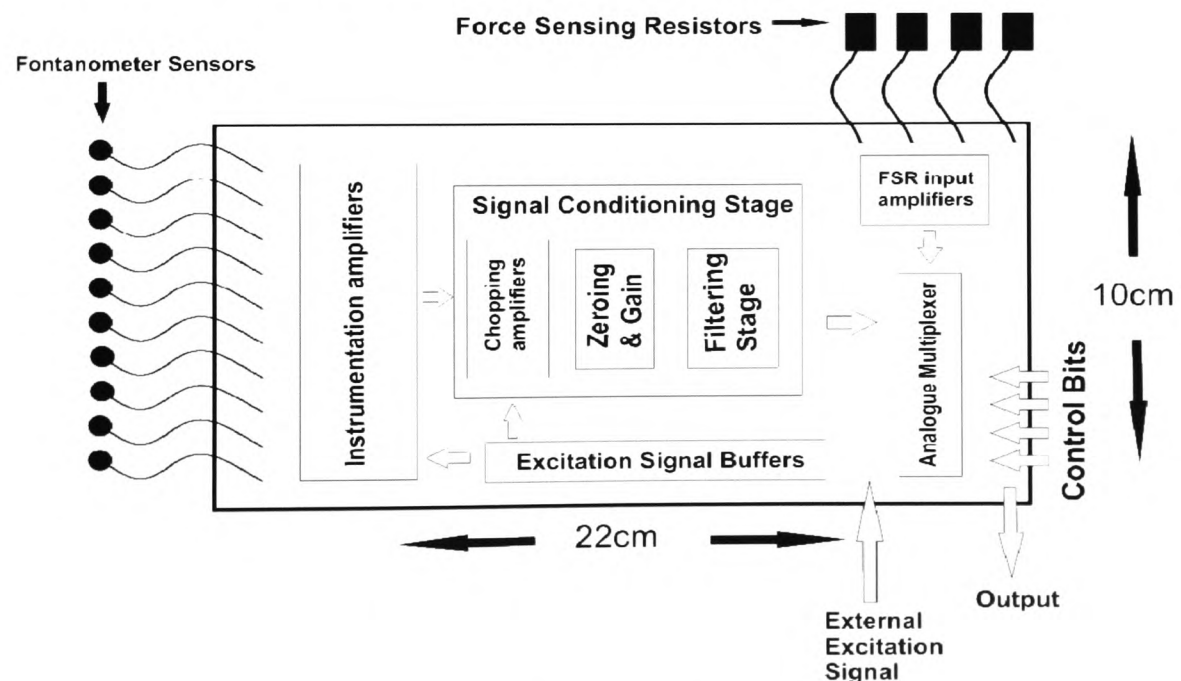 Force Sensing Resistors
Fontanometer Sensors
Instrumentation amplifiers
Signal Conditioning Stage
Chopping
amplifiers
Zeroing
& Gain
Filtering
Stage
FSR input
amplifiers
Analogue Multiplexer
10cm
Control Bits
Excitation Signal Buffers
22cm
External
Excitation
Signal
Output